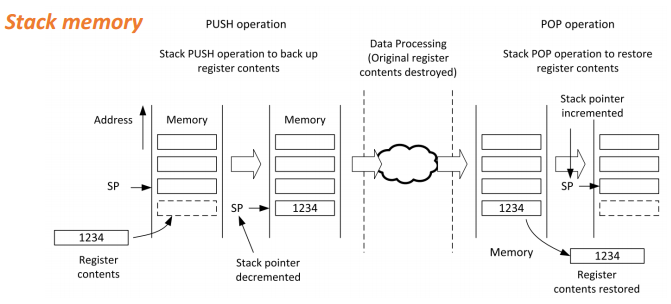 Stack memory
PUSH operation
Stack PUSH operation to back up
register contents
Data Processing
(Original register
contents destroyed)
POP operation
Stack POP operation to restore
register contents
Address
Memory
Memory
Stack pointer
incremented
SP
SP
1234
SP
1234
1234
1234
Register
contents
Stack pointer
decremented
Memory
1234
Register
contents restored